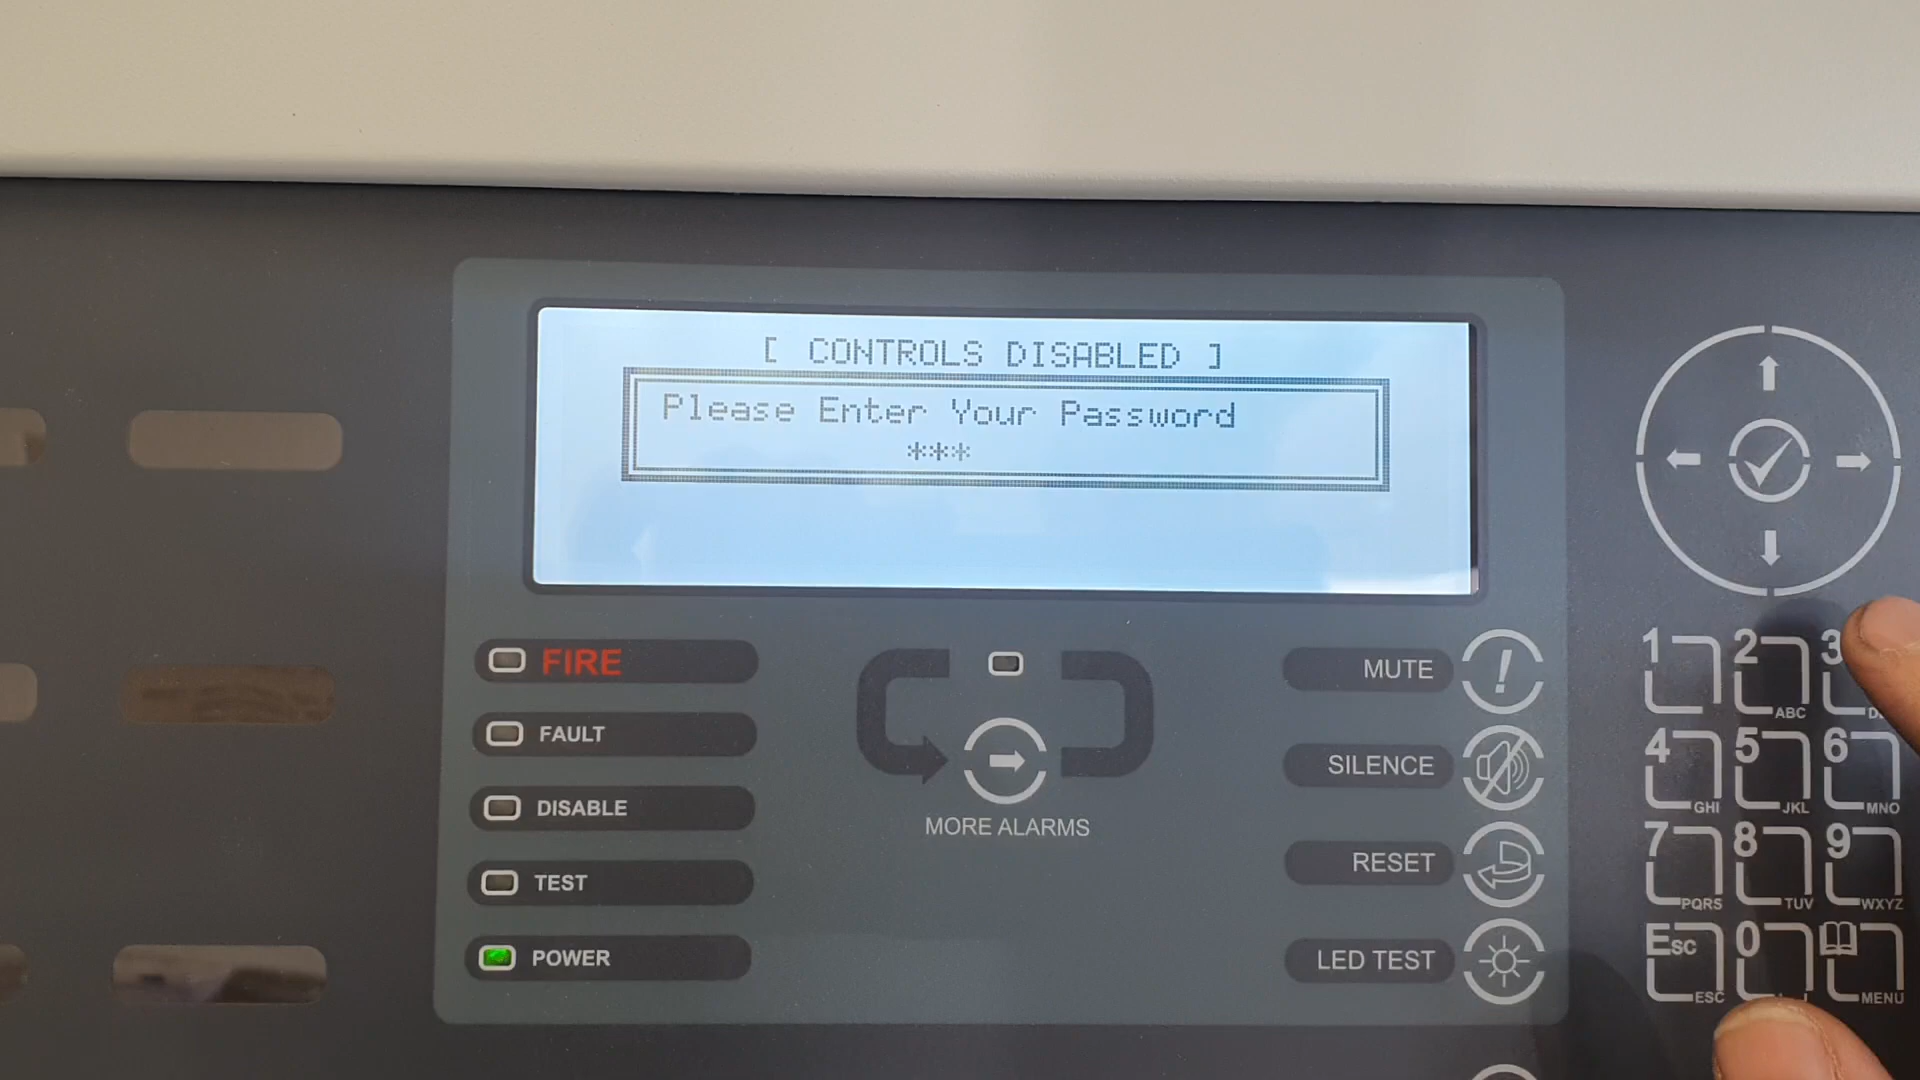 [ CONTROLS DISABLED ]
Please Enter Your Password
***
FIRE
FAULT
DISABLE
TEST
POWER
MORE ALARMS
MUTE
SILENCE
RESET
LED TEST
1
2 ABC
3
4 GHI
5 JKL
6 MNO
7 PQRS
8 TUV
9 WXYZ
Esc ESC
0
MENU